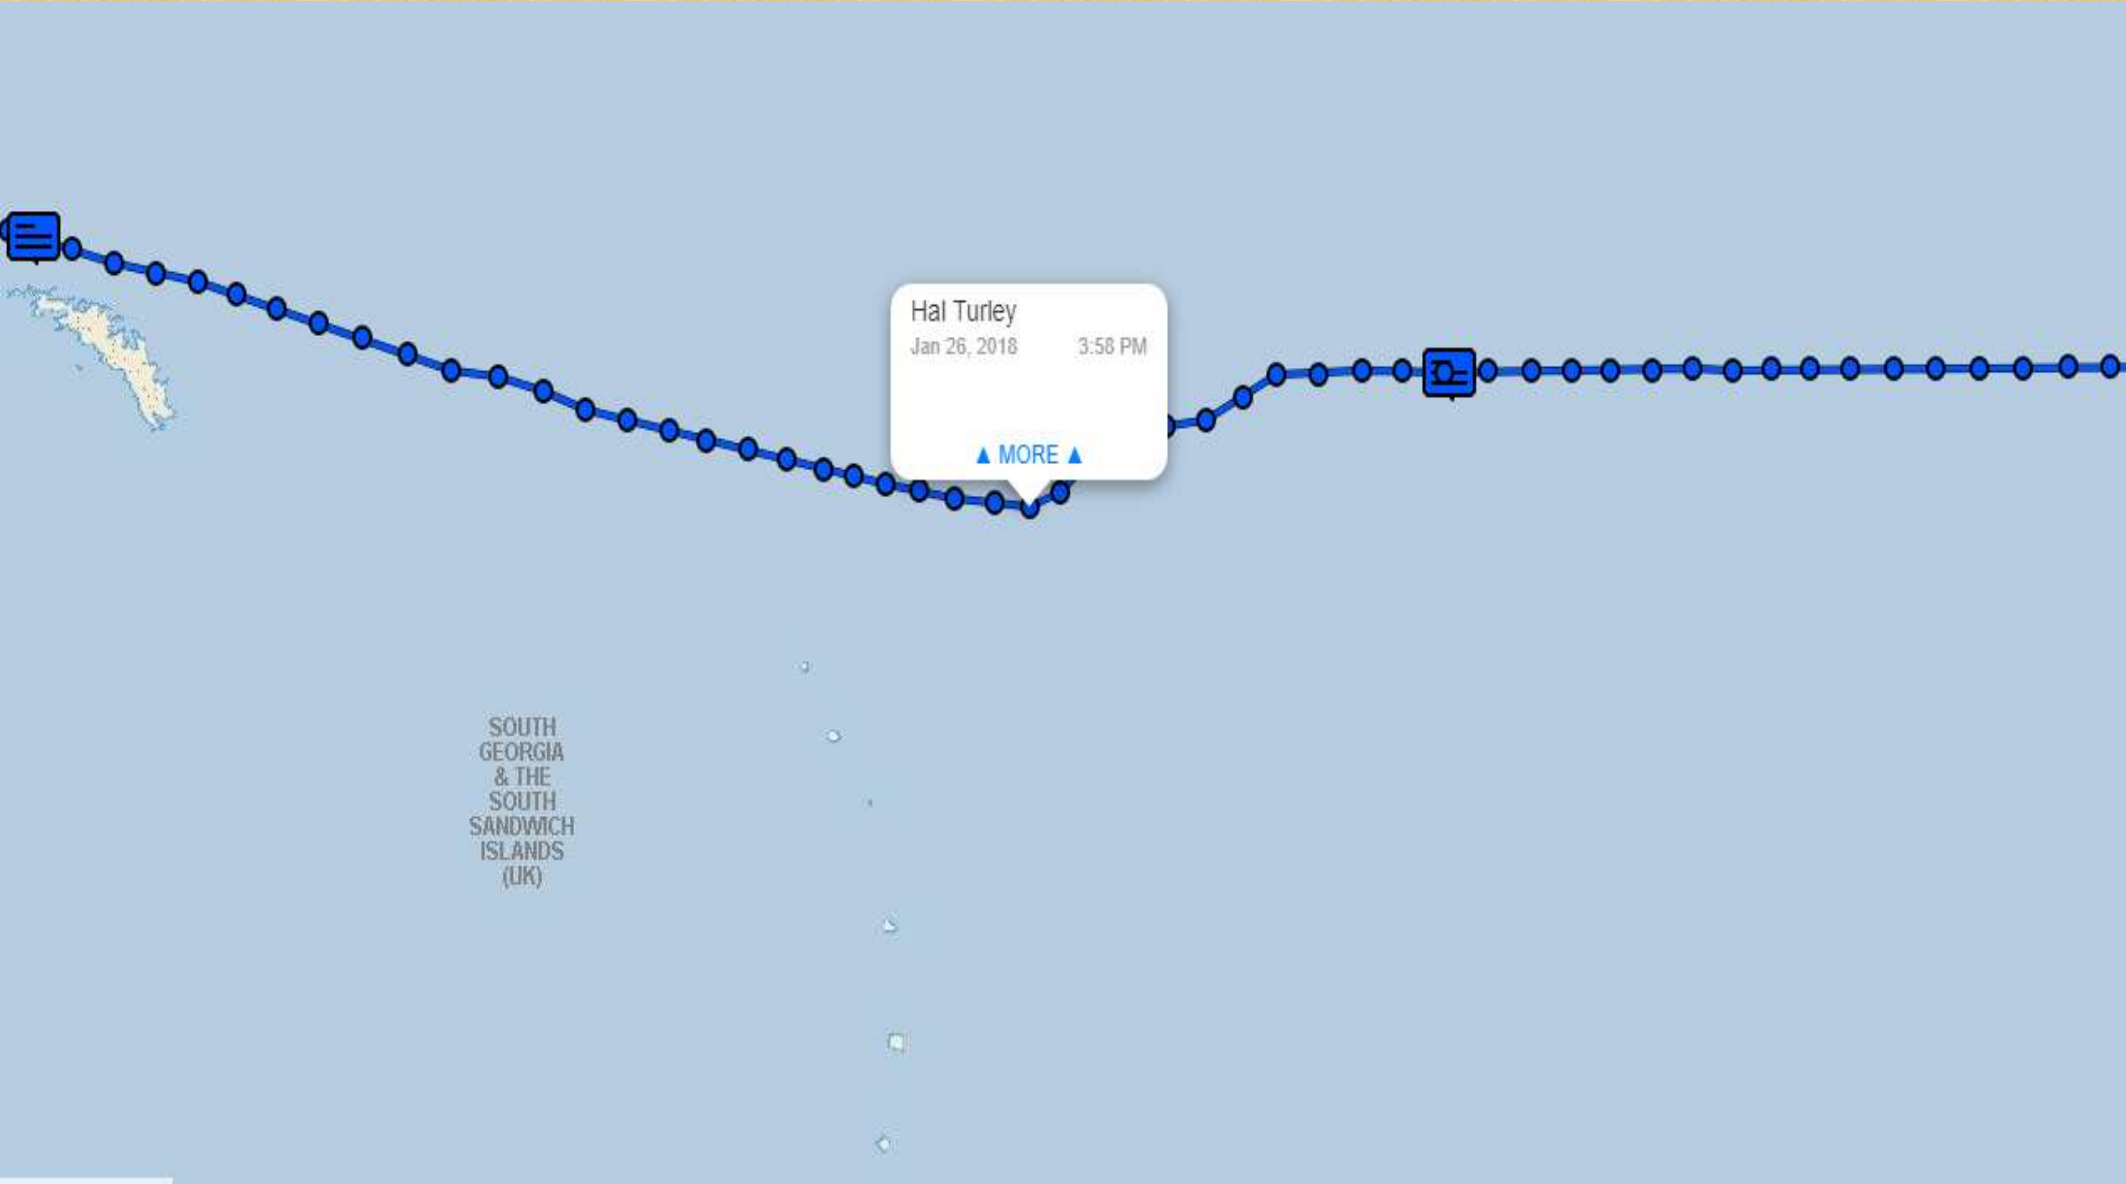 Hal Turley
Jan 26, 2018 3:58 PM
▲ MORE ▲
SOUTH
GEORGIA
& THE
SOUTH
SANDWICH
ISLANDS
(UK)